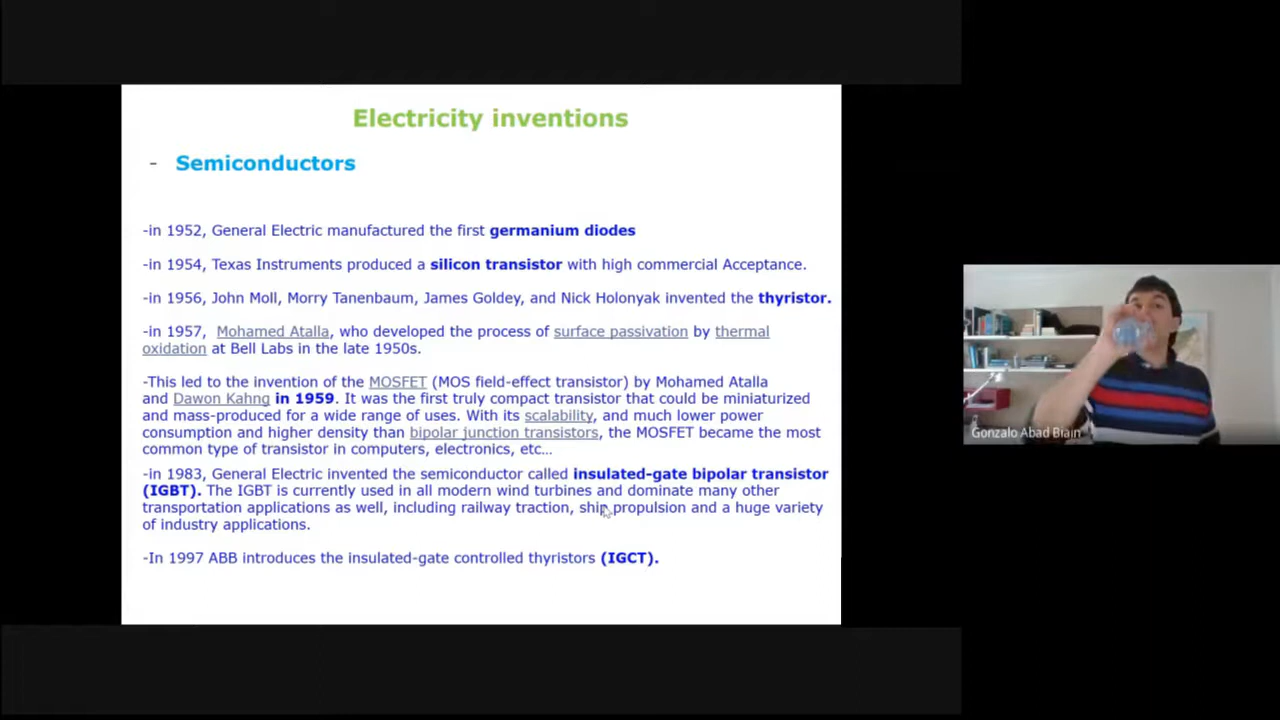 Electricity inventions
- Semiconductors
-in 1952, General Electric manufactured the first germanium diodes
-in 1954, Texas Instruments produced a silicon transistor with high commercial Acceptance.
-in 1956, John Moll, Morry Tanenbaum, James Goldey, and Nick Holonyak invented the thyristor.
-in 1957, Mohamed Atalla, who developed the process of surface passivation by thermal
oxidation at Bell Labs in the late 1950s.
-This led to the invention of the MOSFET (MOS field-effect transistor) by Mohamed Atalla
and Dawon Kahng in 1959. It was the first truly compact transistor that could be miniaturized
and mass-produced for a wide range of uses. With its scalability, and much lower power
consumption and higher density than bipolar junction transistors, the MOSFET became the most
common type of transistor in computers, electronics, etc...
-in 1983, General Electric invented the semiconductor called insulated-gate bipolar transistor
(IGBT). The IGBT is currently used in all modern wind turbines and dominate many other
transportation applications as well, including railway traction, ship propulsion and a huge variety
of industry applications.
-In 1997 ABB introduces the insulated-gate controlled thyristors (IGCT).
Gonzalo Abad Biain